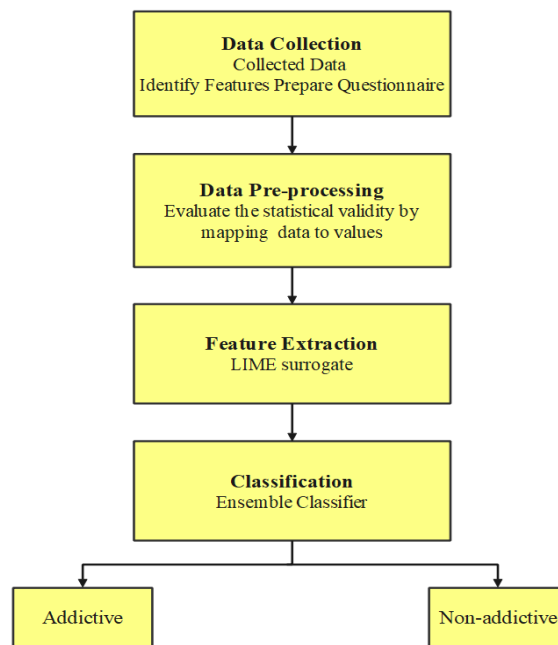 Data Collection
Collected Data
Identify Features Prepare Questionnaire
Data Pre-processing
Evaluate the statistical validity by
mapping data to values
Feature Extraction
LIME surrogate
Classification
Ensemble Classifier
Addictive
Non-addictive